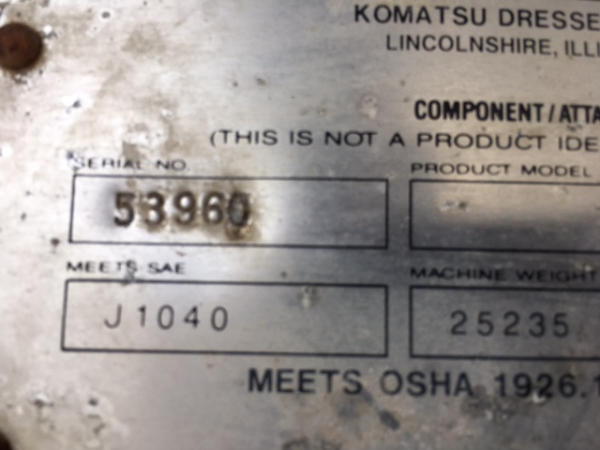 KOMATSU DRESSE
LINCOLNSHIRE, ILLI
COMPONENT/ATTA
(THIS IS NOT A PRODUCT IDE
SERIAL NO. PRODUCT MODEL
53960
MEETS SAE MACHINE WEIGHT
J1040 25235
MEETS OSHA 1926.1